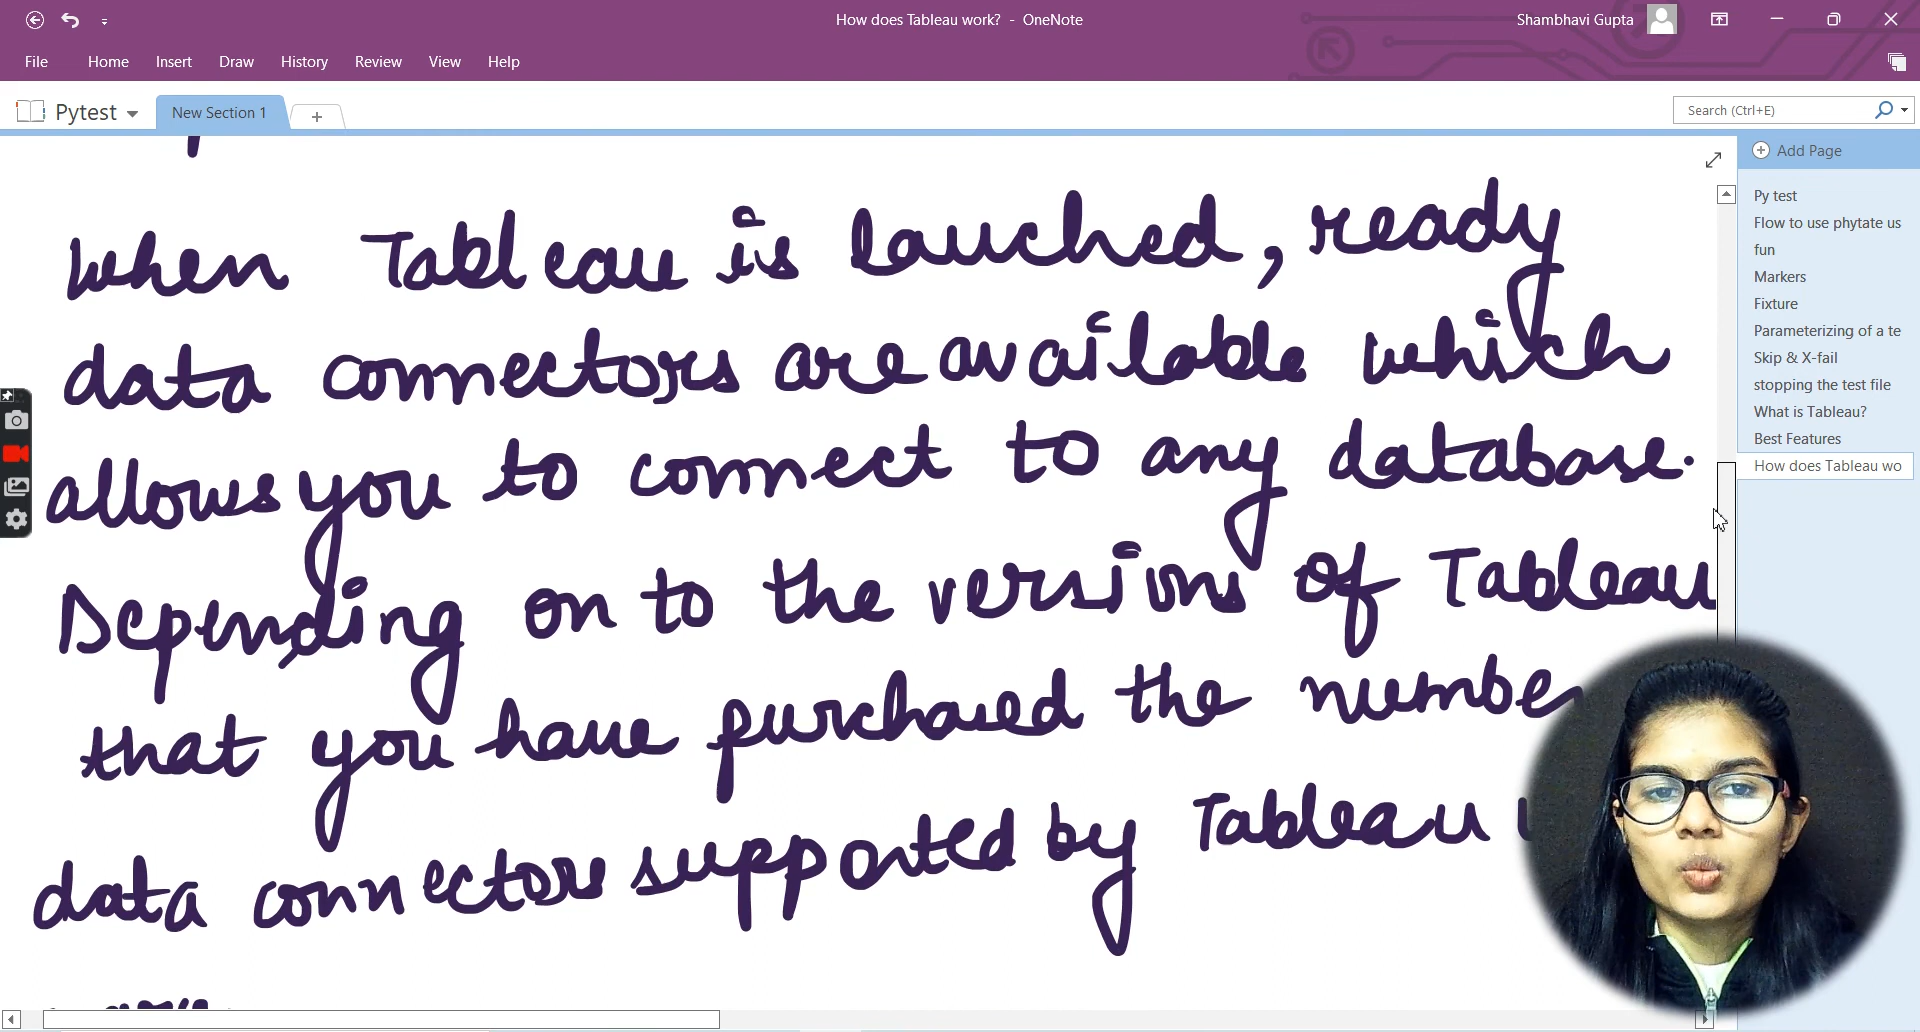 How does Tableau work? - OneNote
Shambhavi Gupta
File Home Insert Draw History Review View Help
Pytest
New Section 1
+
Search (Ctrl+E)
Add Page
Py test
Flow to use phytate us
fun
Markers
Fixture
Parameterizing of a te
Skip & X-fail
stopping the test file
What is Tableau?
Best Features
How does Tableau wo
When Tableau is lauched, ready
data connectors are available which
allows you to connect to any database.
Depending on to the versions of Tableau
that you have purchased the numbe
data connectors supported by Tableau